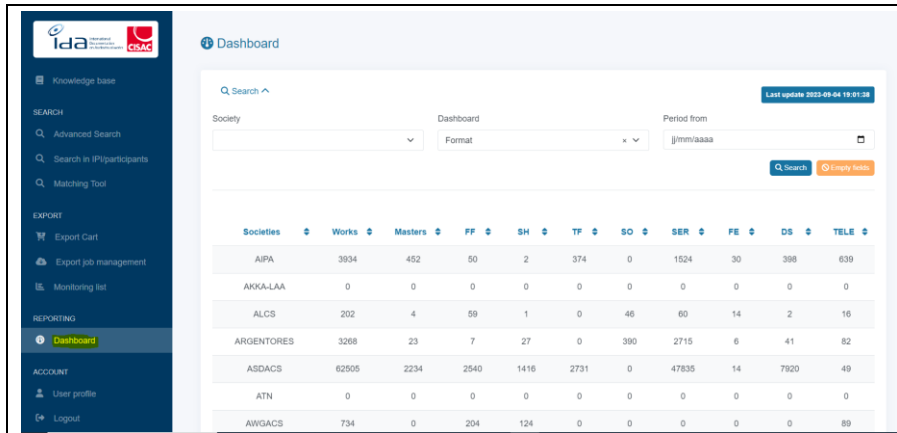 ida
CISAC
Dashboard
Knowledge base
Search
Last update 2023-09-04 19:01:38
SEARCH
Society Dashboard Period from
Advanced Search
Format × jj/mm/aaaa
Search in IPI/participants
Search Empty fields
Matching Tool
EXPORT
Export Cart
Societies Works Masters FF SH TF SO SER FE DS TELE
Export job management
AIPA 3934 452 50 2 374 0 1524 30 398 639
Monitoring list
AKKA-LAA 0 0 0 0 0 0 0 0 0 0
REPORTING
ALCS 202 4 59 1 0 46 60 14 2 16
Dashboard
ARGENTORES 3268 23 7 27 0 390 2715 6 41 82
ACCOUNT
ASDACS 62505 2234 2540 1416 2731 0 47835 14 7920 49
User profile
ATN 0 0 0 0 0 0 0 0 0 0
Logout
AWGACS 734 0 204 124 0 0 0 0 0 89